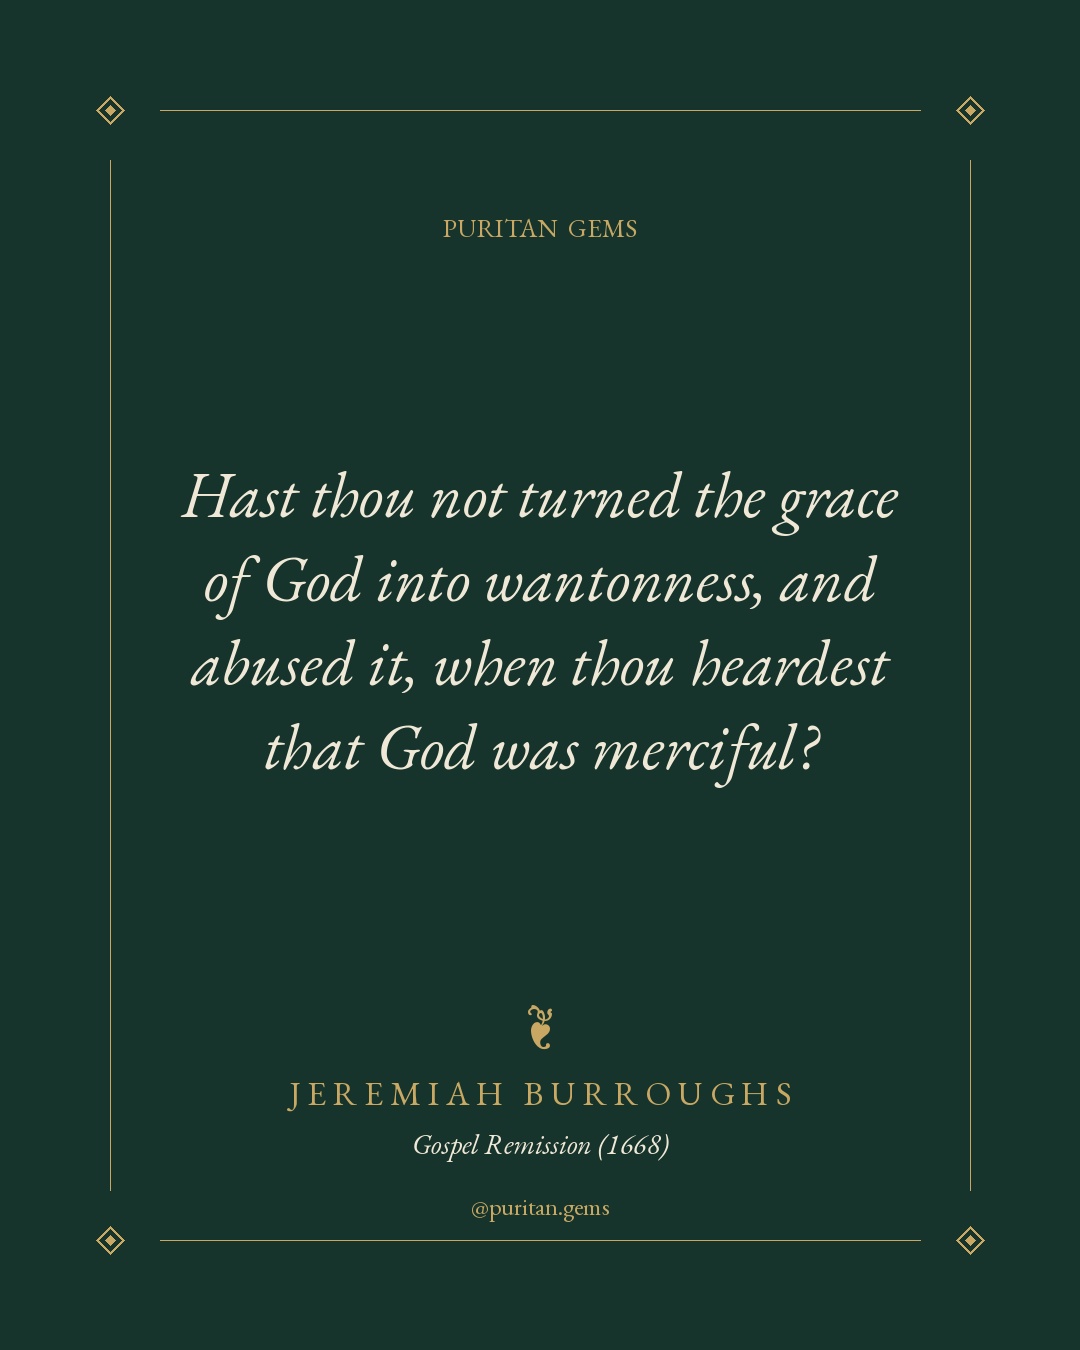 PURITAN GEMS
Hast thou not turned the grace
of God into wantonness, and
abused it, when thou heardest
that God was merciful?
JEREMIAH BURROUGHS
Gospel Remission (1668)
@puritan.gems